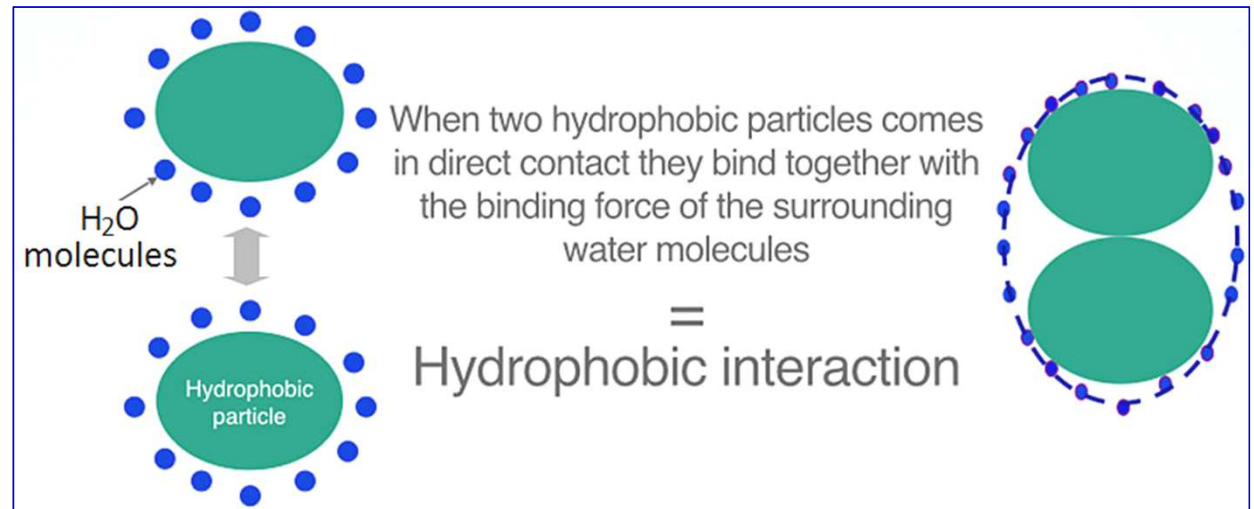 When two hydrophobic particles comes
in direct contact they bind together with
the binding force of the surrounding
water molecules
=
Hydrophobic interaction
H₂O
molecules
Hydrophobic
particle